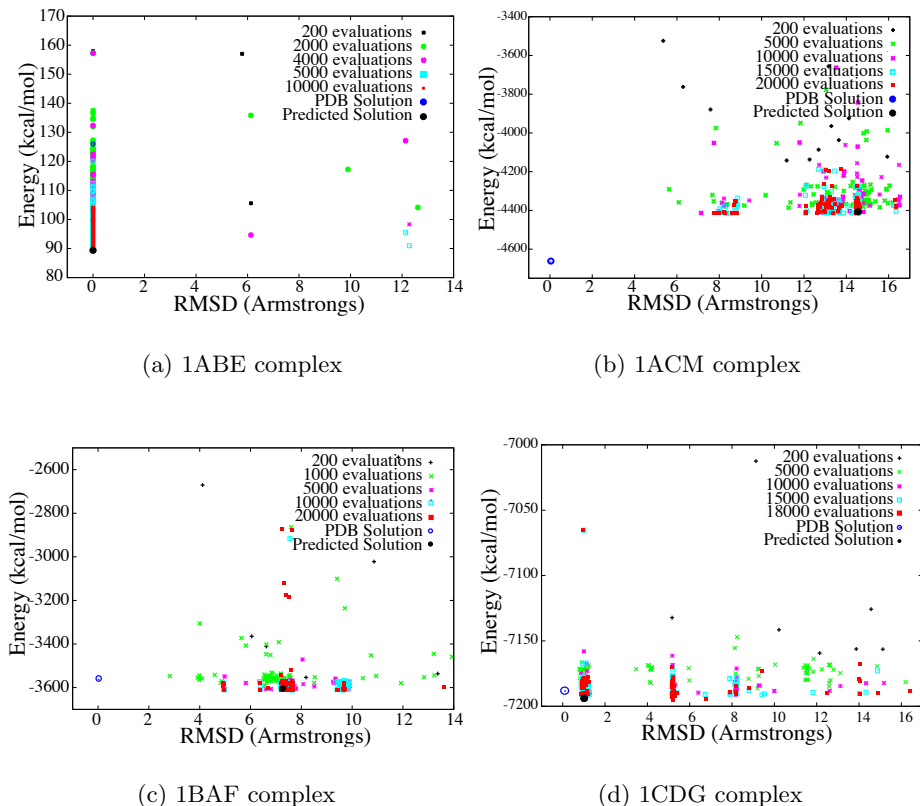 170
160
150
140
130
120
110
100
90
80
Energy (kcal/mol)
200 evaluations
2000 evaluations
4000 evaluations
5000 evaluations
10000 evaluations
PDB Solution
Predicted Solution
0 2 4 6 8 10 12 14
RMSD (Armstrongs)
(a) 1ABE complex
-3400
-3600
-3800
-4000
-4200
-4400
-4600
Energy (kcal/mol)
200 evaluations
5000 evaluations
10000 evaluations
15000 evaluations
20000 evaluations
PDB Solution
Predicted Solution
0 2 4 6 8 10 12 14 16
RMSD (Armstrongs)
(b) 1ACM complex
-2600
-2800
-3000
-3200
-3400
-3600
Energy (kcal/mol)
200 evaluations
1000 evaluations
5000 evaluations
10000 evaluations
20000 evaluations
PDB Solution
Predicted Solution
0 2 4 6 8 10 12 14
RMSD (Armstrongs)
(c) 1BAF complex
-7000
-7050
-7100
-7150
-7200
Energy (kcal/mol)
200 evaluations
5000 evaluations
10000 evaluations
15000 evaluations
18000 evaluations
PDB Solution
Predicted Solution
0 2 4 6 8 10 12 14 16
RMSD (Armstrongs)
(d) 1CDG complex